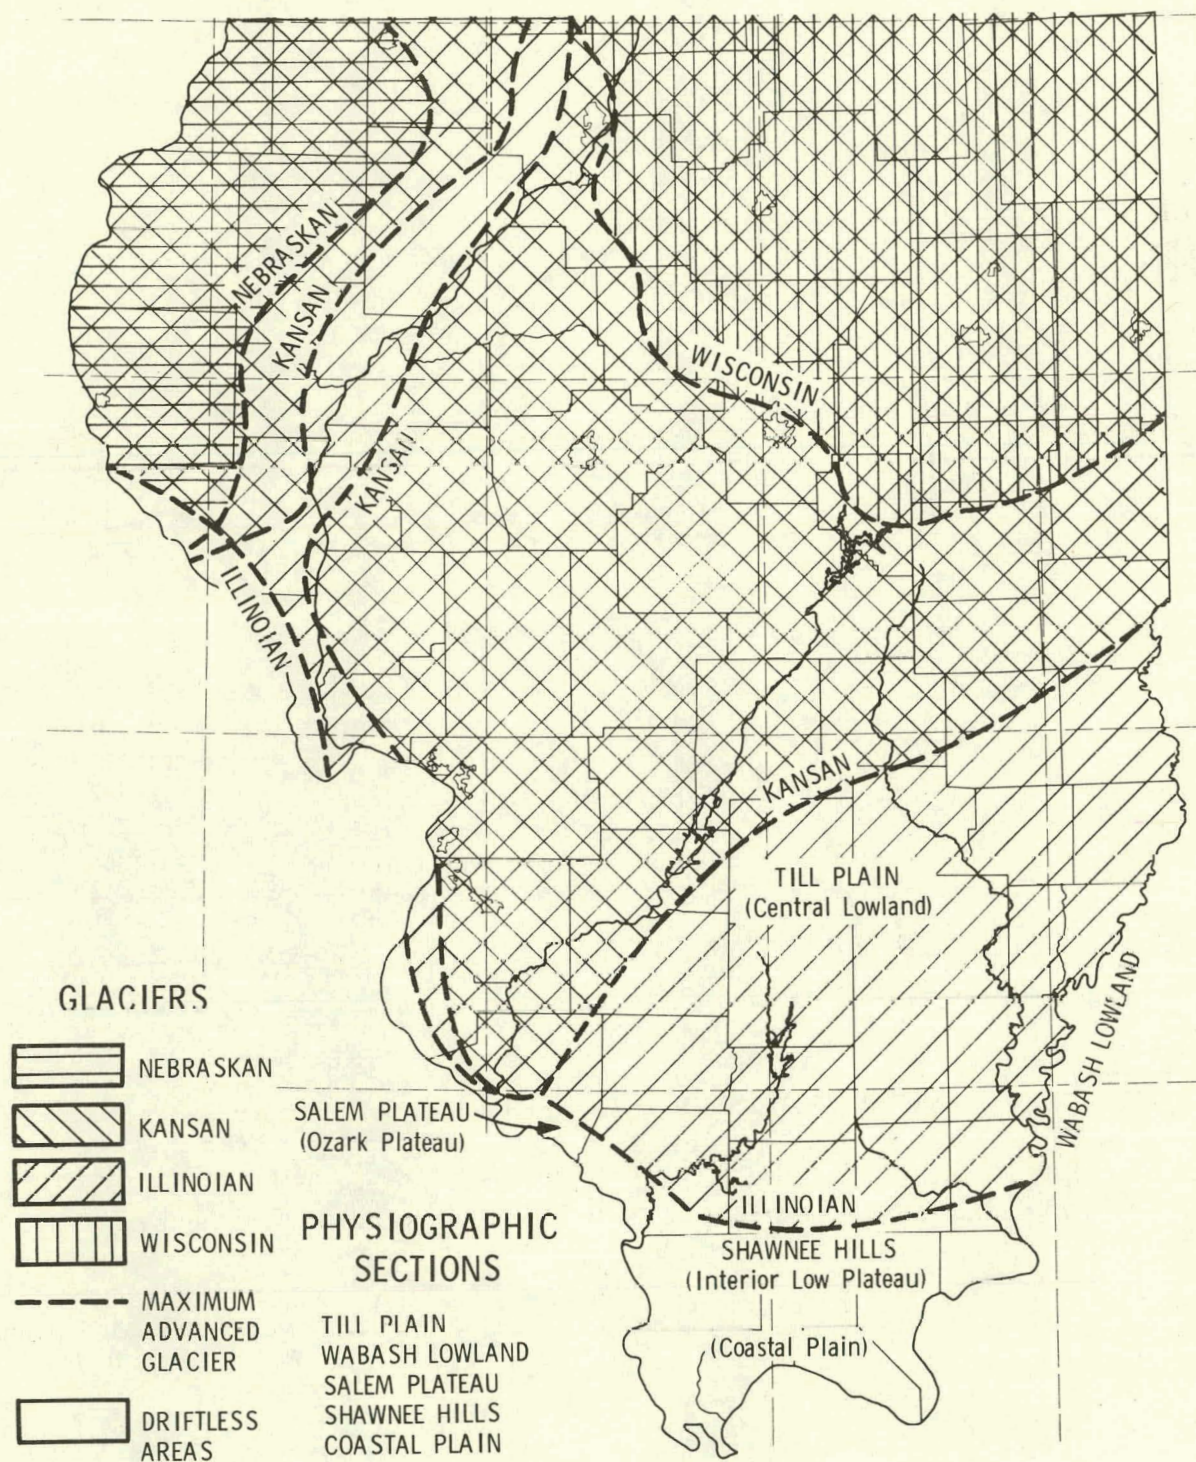 NEBRASKAN
KANSAN
WISCONSIN
KANSAN
ILLINOIAN
KANSAN
TILL PLAIN
(Central Lowland)
WABASH LOWLAND
GLACIERS
NEBRASKAN
KANSAN
ILLINOIAN
WISCONSIN
MAXIMUM
ADVANCED
GLACIER
DRIFTLESS
AREAS
SALEM PLATEAU
(Ozark Plateau)
PHYSIOGRAPHIC
SECTIONS
TILL PLAIN
WABASH LOWLAND
SALEM PLATEAU
SHAWNEE HILLS
COASTAL PLAIN
ILLINOIAN
SHAWNEE HILLS
(Interior Low Plateau)
(Coastal Plain)